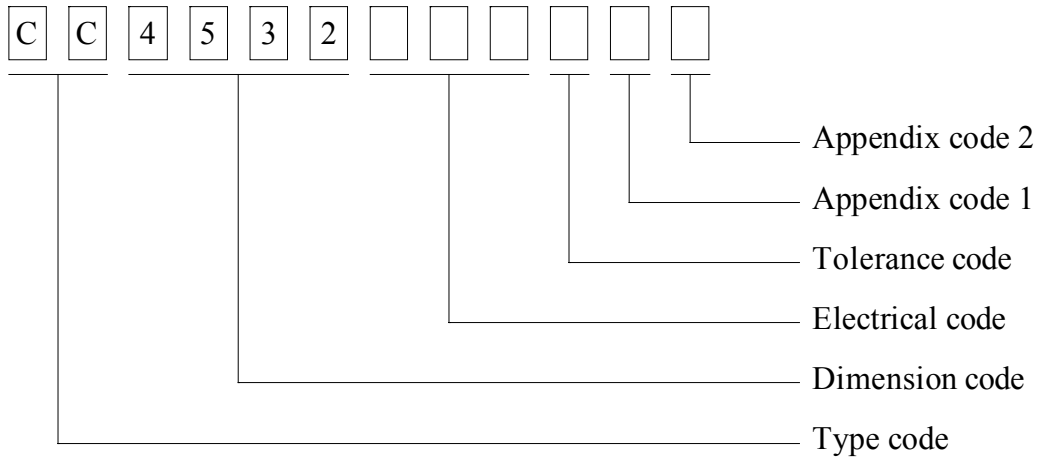 C C 4 5 3 2
Appendix code 2
Appendix code 1
Tolerance code
Electrical code
Dimension code
Type code